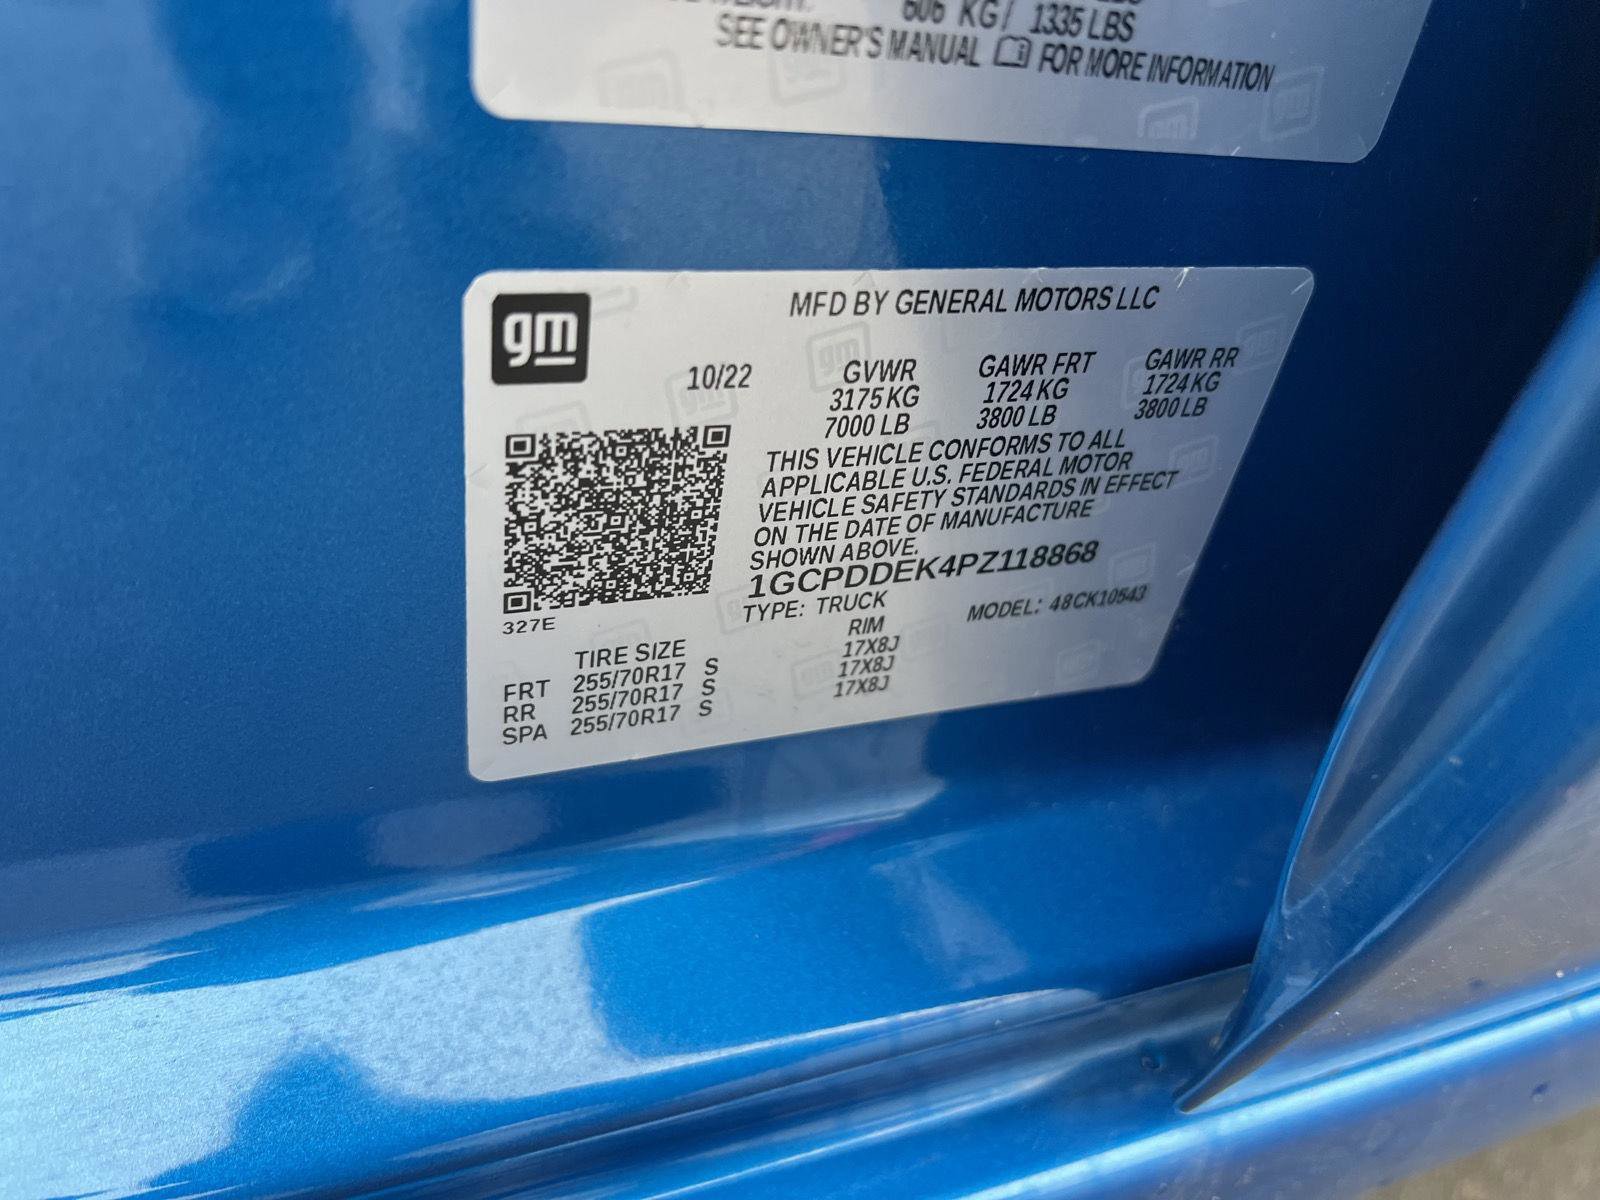 606 KG/ 1335 LBS
SEE OWNER'S MANUAL FOR MORE INFORMATION
gm
MFD BY GENERAL MOTORS LLC
10/22 GVWR GAWR FRT GAWR RR
3175 KG 1724 KG 1724 KG
7000 LB 3800 LB 3800 LB
THIS VEHICLE CONFORMS TO ALL
APPLICABLE U.S. FEDERAL MOTOR
VEHICLE SAFETY STANDARDS IN EFFECT
ON THE DATE OF MANUFACTURE
SHOWN ABOVE.
1GCPDDEK4PZ118868
TYPE: TRUCK MODEL: 48CK10543
327E
TIRE SIZE RIM
FRT 255/70R17 S 17X8J
RR 255/70R17 S 17X8J
SPA 255/70R17 S 17X8J